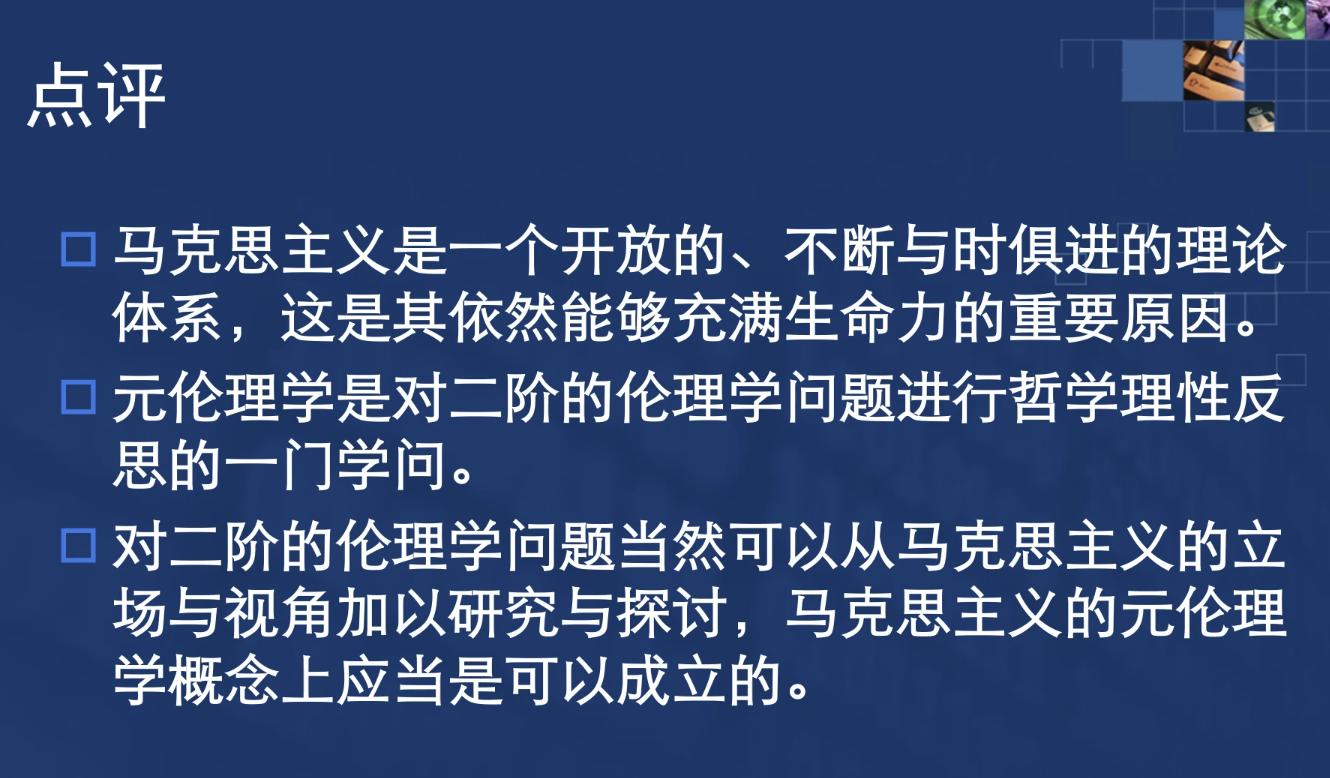 点评
马克思主义是一个开放的、不断与时俱进的理论
体系，这是其依然能够充满生命力的重要原因。
元伦理学是对二阶的伦理学问题进行哲学理性反
思的一门学问。
对二阶的伦理学问题当然可以从马克思主义的立
场与视角加以研究与探讨，马克思主义的元伦理
学概念上应当是可以成立的。